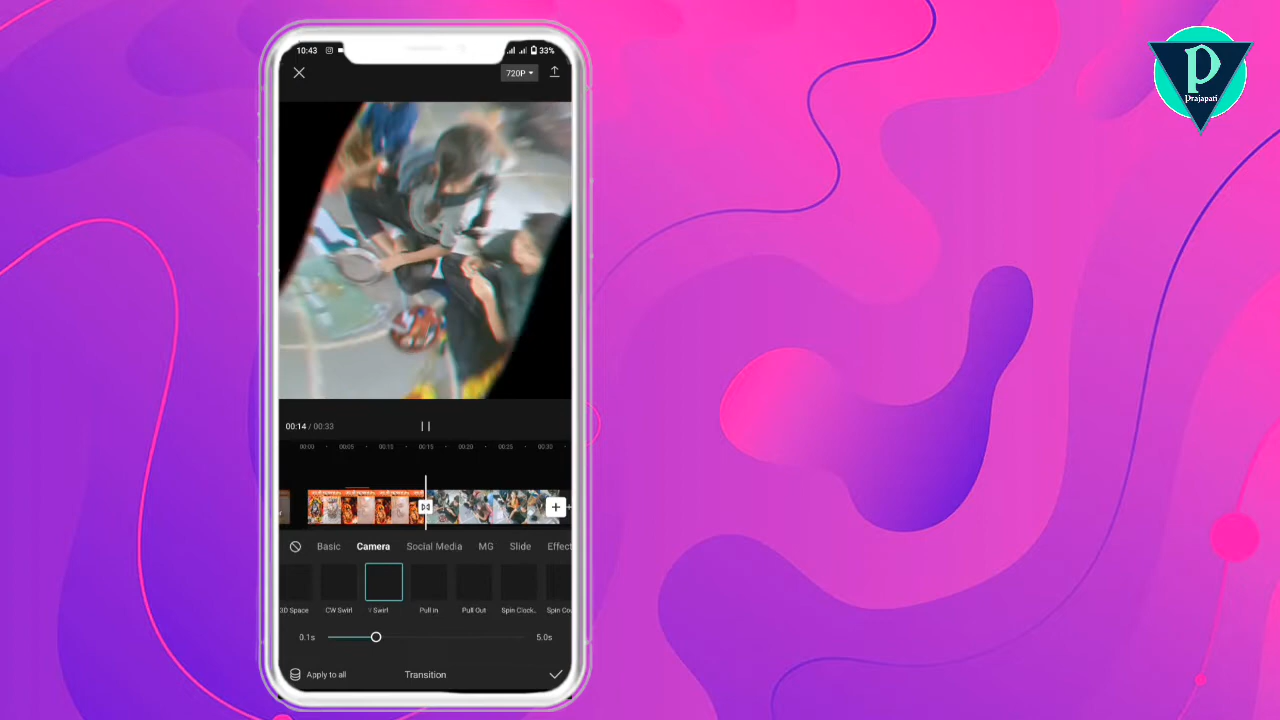 10:43
33%
720P
P
Prajapati
00:14 / 00:33
00:00 00:05 00:15 00:15 00:20 00:25 00:30
Basic Camera Social Media MG Slide Effect
3D Space CW Swirl Swirl Pull in Pull Out Spin Clock.. Spin Cou
0.1s 5.0s
Apply to all Transition